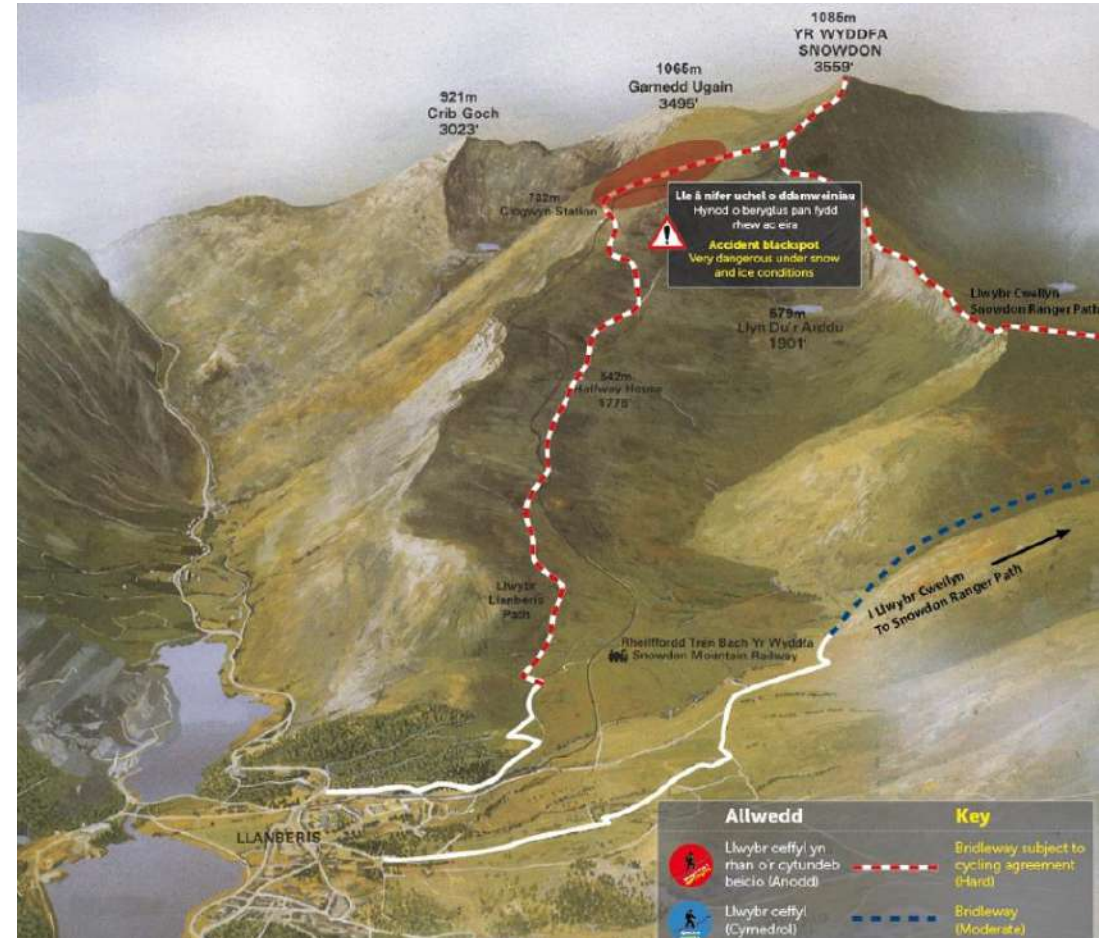 1085m
YR WYDDFA
SNOWDON
3559'
1065m
Garnedd Ugain
3495'
921m
Crib Goch
3023'
Clogwyn Station
Lle â nifer uchel o ddamweiniau
Hynod o beryglus pan fydd
rhew ac eira
Accident blackspot
Very dangerous under snow
and ice conditions
Llwybr Cwellyn
Snowdon Ranger Path
579m
Llyn Du'r Arddu
1901'
542m
Halfway House
Llwybr
Llanberis
Path
I Llwybr Cwellyn
To Snowdon Ranger Path
Rheilffordd Tren Bach Yr Wyddfa
Snowdon Mountain Railway
LLANBERIS
Allwedd
Key
Llwybr ceffyl yn
rhan o'r cytundeb
beicio (Anodd)
Bridleway subject to
cycling agreement
(Hard)
Llwybr ceffyl
(Cymedrol)
Bridleway
(Moderate)